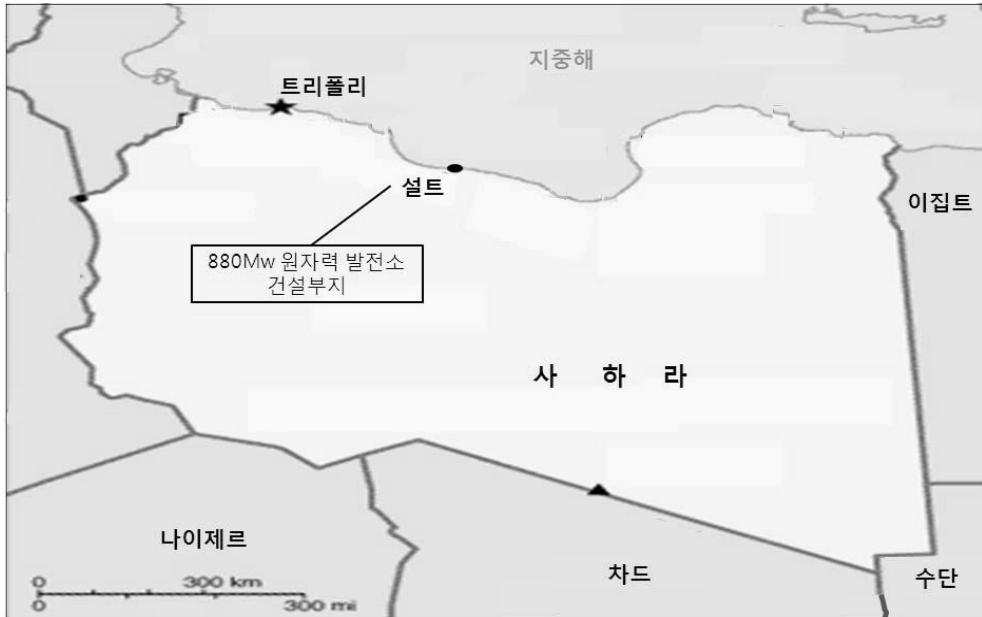 지중해
트리폴리
설트
이집트
880Mw 원자력 발전소
건설부지
사 하 라
나이제르
차드
수단
0 300 km
0 300 mi